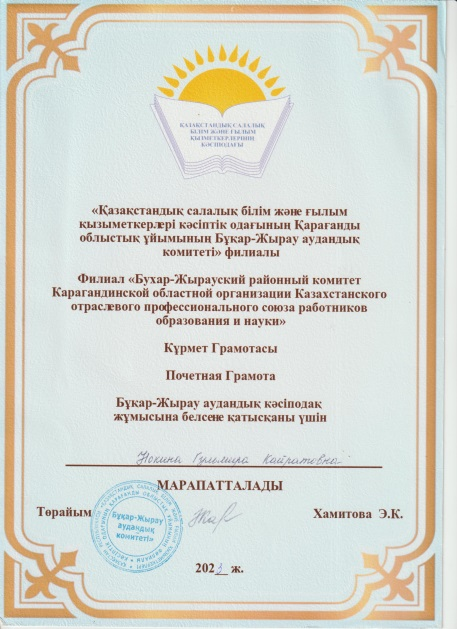 ҚАЗАҚСТАНДЫҚ САЛАЛЫҚ
БІЛІМ ЖӘНЕ ҒЫЛЫМ
ҚЫЗМЕТКЕРЛЕРІНІҢ
КӘСІПОДАҒЫ
«Қазақстандық салалық білім және ғылым
қызыметкерлері кәсіптік одағының Қарағанды
облыстық ұйымының Бұқар-Жырау аудандық
комитеті» филиалы
Филиал «Бухар-Жырауский районный комитет
Карагандинской областной организации Казахстанского
отраслевого профессионального союза работников
образования и науки»
Құрмет Грамотасы
Почетная Грамота
Бұқар-Жырау аудандық кәсіподақ
жұмысына белсене қатысқаны үшін
Нокина Гульмира Кайратовна
МАРАПАТТАЛАДЫ
Төрайым Хамитова Э.К.
Бұқар-Жырау
аудандық
комитеті»
2023 ж.